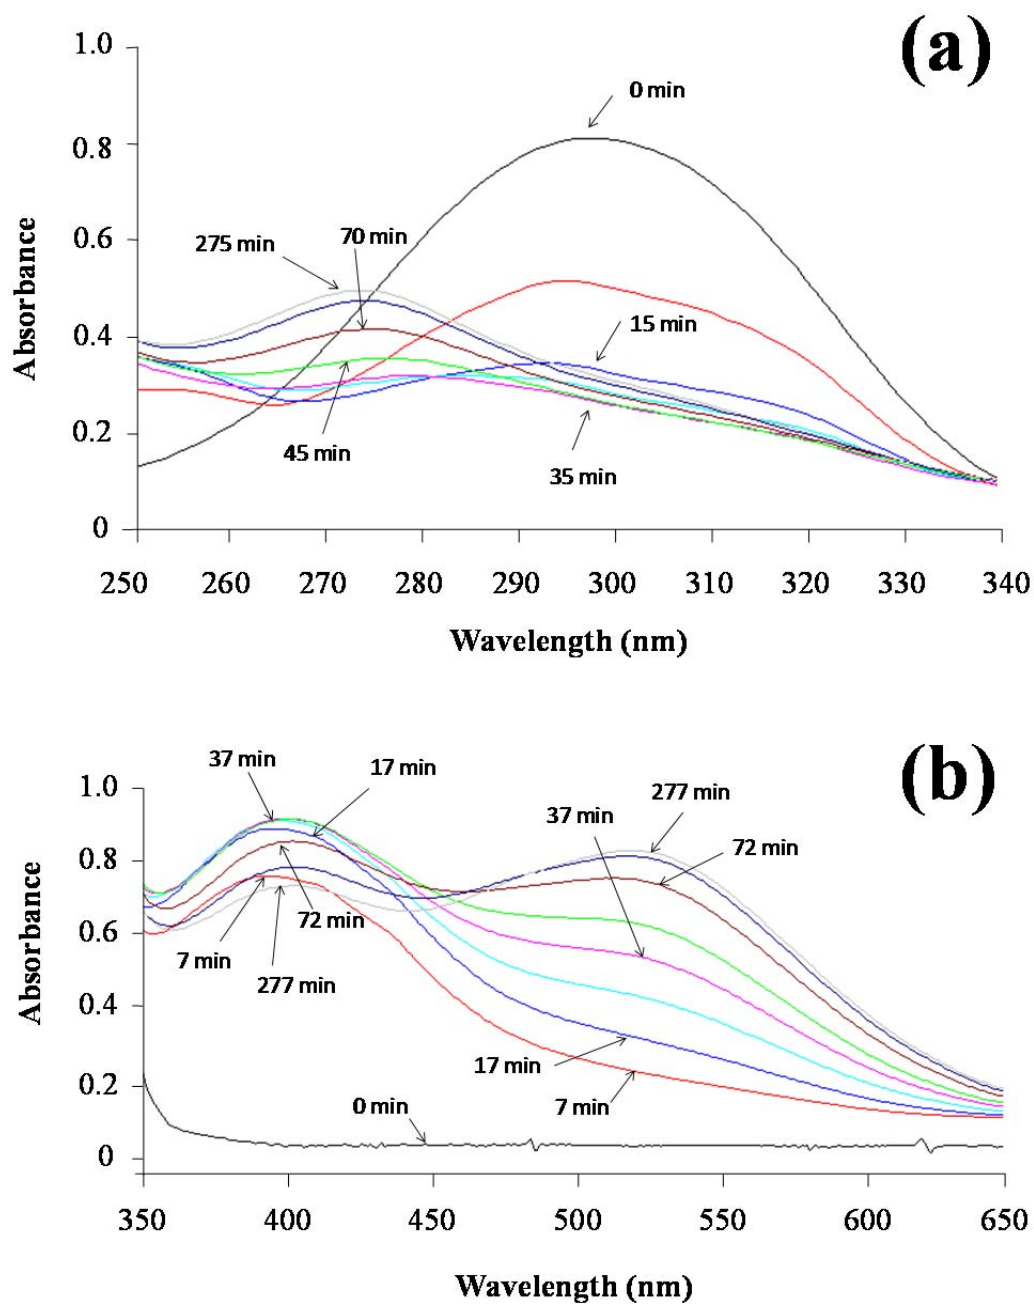 (a)
1.0
0 min
0.8
275 min
70 min
0.6
15 min
0.4
45 min
35 min
0.2
0
Absorbance
250 260 270 280 290 300 310 320 330 340
Wavelength (nm)
(b)
37 min
17 min
1.0
277 min
37 min
72 min
0.8
72 min
0.6
7 min
277 min
0.4
17 min
7 min
0.2
0 min
0
Absorbance
350 400 450 500 550 600 650
Wavelength (nm)